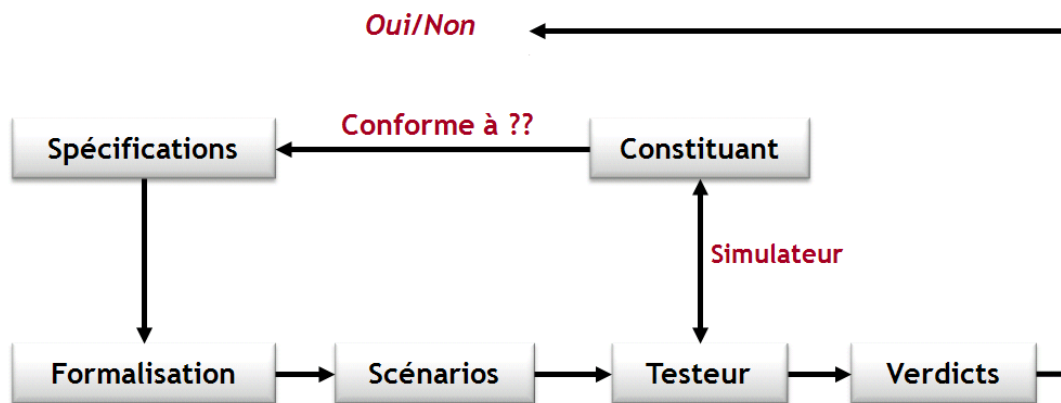 Oui/Non
Conforme à ??
Spécifications
Constituant
Simulateur
Formalisation
Scénarios
Testeur
Verdicts